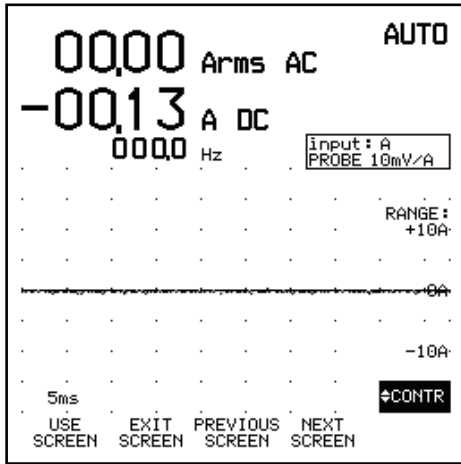 AUTO
00.00 Arms AC
-00.13 A DC
000.0 Hz
input: A
PROBE 10mV/A
RANGE:
+10A
0A
-10A
5ms
CONTR
USE SCREEN
EXIT SCREEN
PREVIOUS SCREEN
NEXT SCREEN